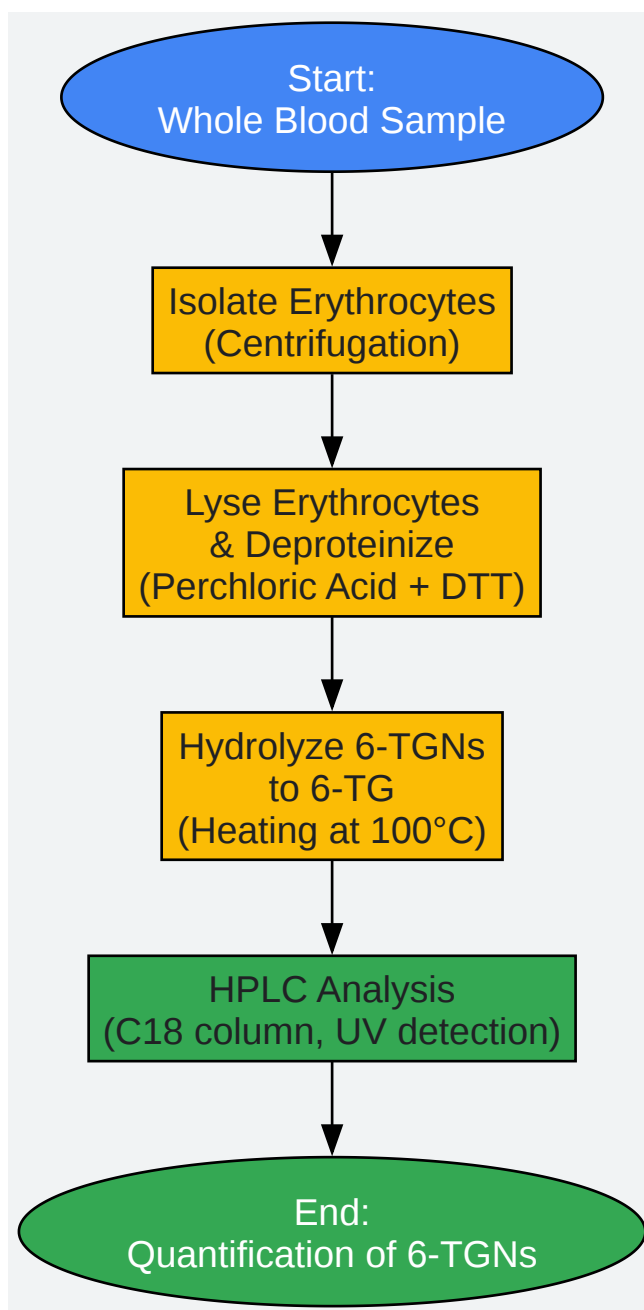 Start:
Whole Blood Sample
Isolate Erythrocytes
(Centrifugation)
Lyse Erythrocytes
& Deproteinize
(Perchloric Acid + DTT)
Hydrolyze 6-TGNs
to 6-TG
(Heating at 100°C)
HPLC Analysis
(C18 column, UV detection)
End:
Quantification of 6-TGNs